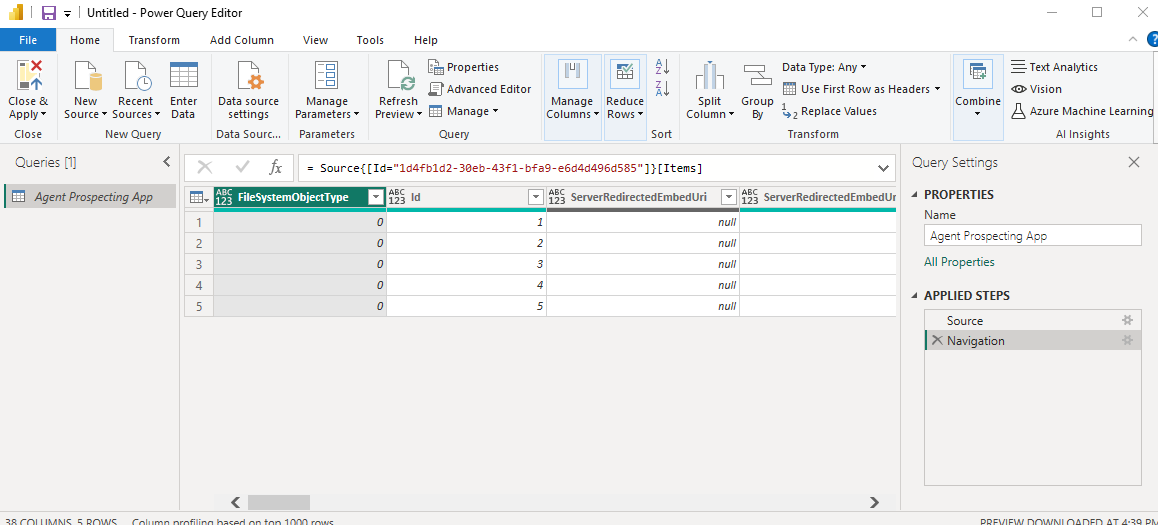 Untitled - Power Query Editor
File Home Transform Add Column View Tools Help
Close & Apply
New Source
Recent Sources
Enter Data
Data source settings
Manage Parameters
Refresh Preview
Properties
Advanced Editor
Manage
Manage Columns
Reduce Rows
A Z
Z A
Split Column
Group By
Data Type: Any
Use First Row as Headers
1 2 Replace Values
Combine
Text Analytics
Vision
Azure Machine Learning
Close
New Query
Data Sourc...
Parameters
Query
Sort
Transform
AI Insights
Queries [1]
Agent Prospecting App
fx = Source{[Id="1d4fb1d2-30eb-43f1-bfa9-e6d4d496d585"]}[Items]
ABC 123 FileSystemObjectType ABC 123 Id ABC 123 ServerRedirectedEmbedUri ABC 123 ServerRedirectedEmbedUr
1 0 1 null
2 0 2 null
3 0 3 null
4 0 4 null
5 0 5 null
Query Settings
PROPERTIES
Name
Agent Prospecting App
All Properties
APPLIED STEPS
Source
Navigation
38 COLUMNS, 5 ROWS Column profiling based on top 1000 rows PREVIEW DOWNLOADED AT 4:39 PM